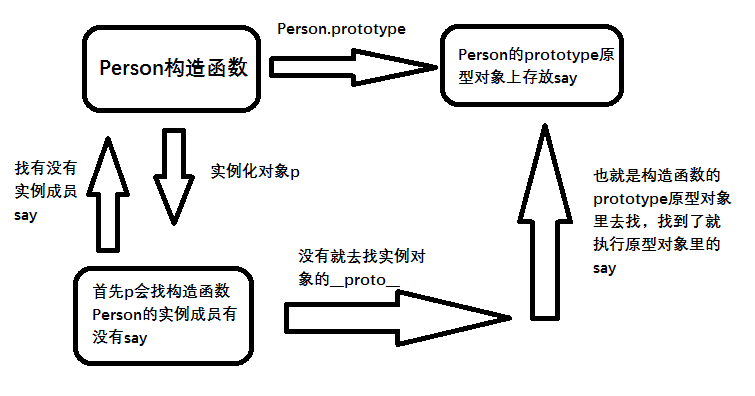 Person.prototype
Person构造函数
Person的prototype原
型对象上存放say
找有没有
实例成员
say
实例化对象p
也就是构造函数的
prototype原型对象
里去找，找到了就
执行原型对象里的
say
没有就去找实例对
象的__proto__
首先p会找构造函数
Person的实例成员有
没有say